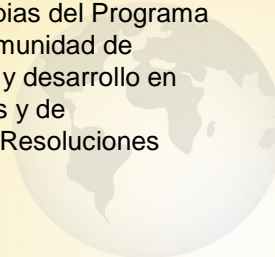 pias del Programa
munidad de
y desarrollo en
s y de
Resoluciones